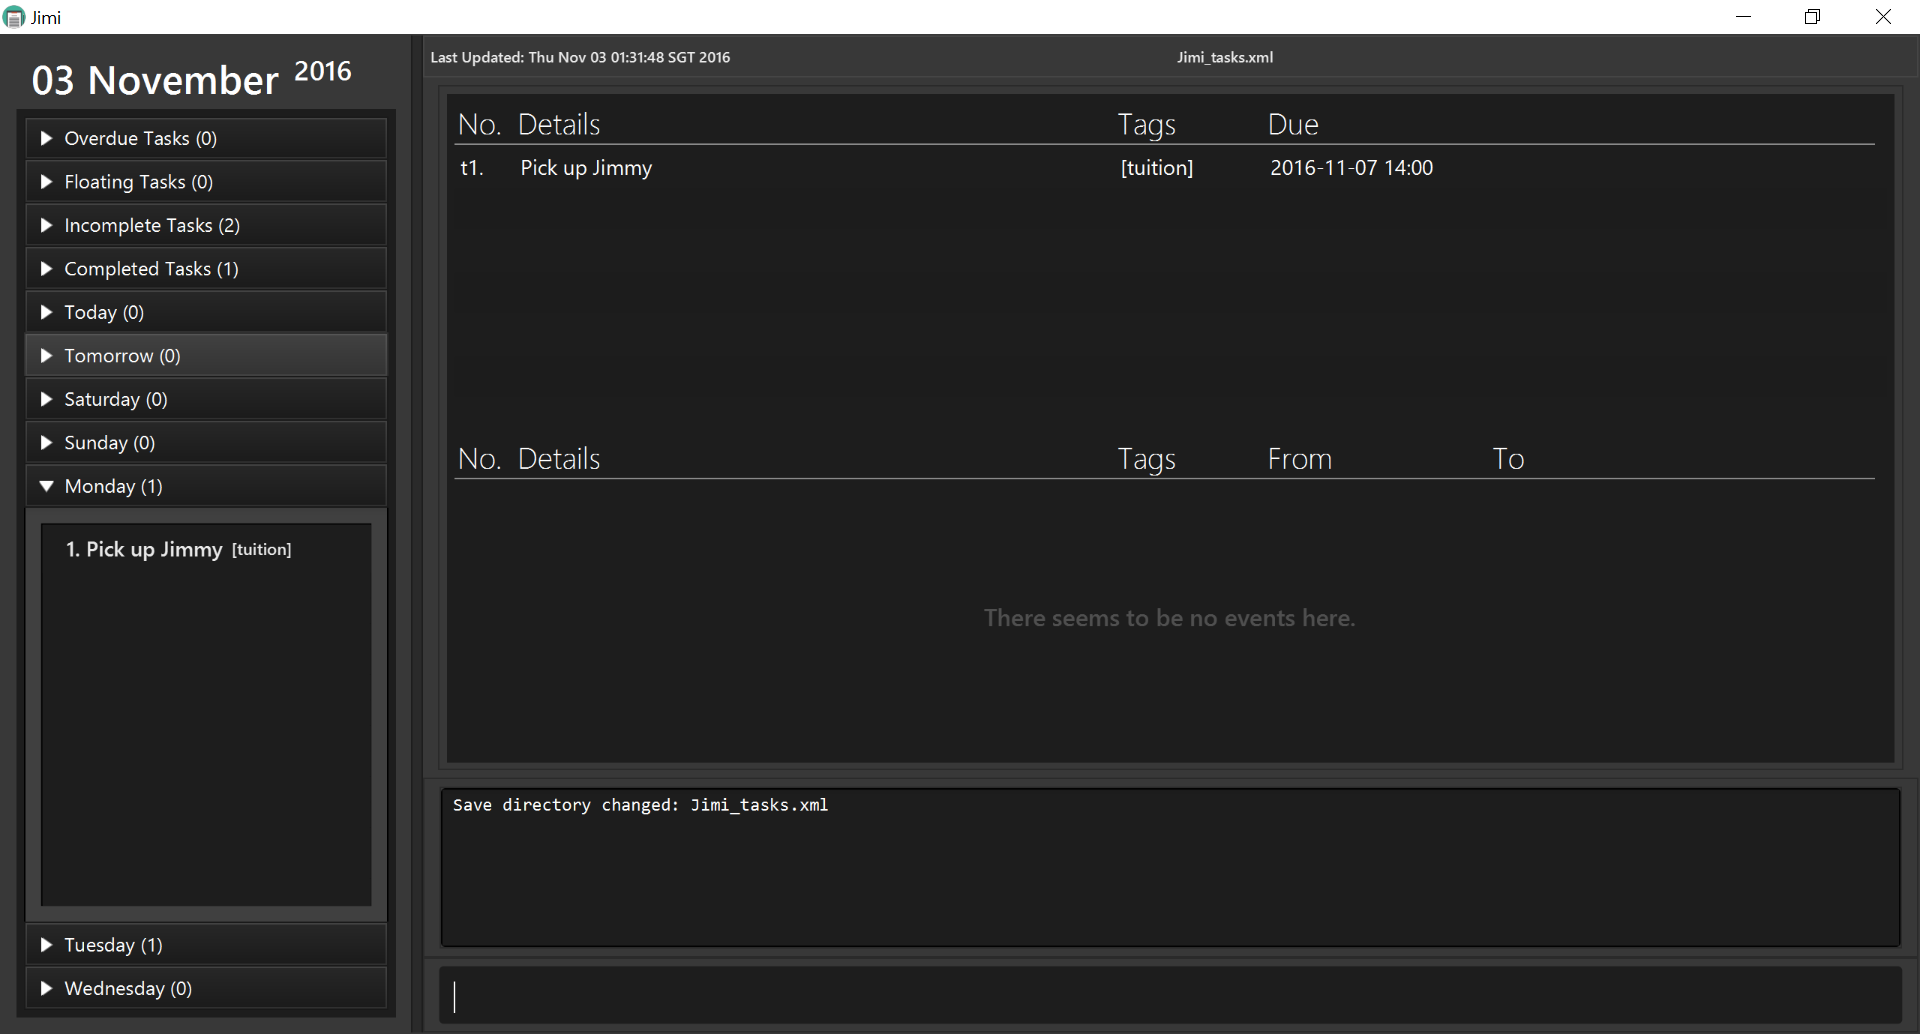 Jimi
03 November 2016
Overdue Tasks (0)
Floating Tasks (0)
Incomplete Tasks (2)
Completed Tasks (1)
Today (0)
Tomorrow (0)
Saturday (0)
Sunday (0)
Monday (1)
1. Pick up Jimmy [tuition]
Tuesday (1)
Wednesday (0)
Last Updated: Thu Nov 03 01:31:48 SGT 2016 Jimi_tasks.xml
No. Details Tags Due
t1. Pick up Jimmy [tuition] 2016-11-07 14:00
No. Details Tags From To
There seems to be no events here.
Save directory changed: Jimi_tasks.xml